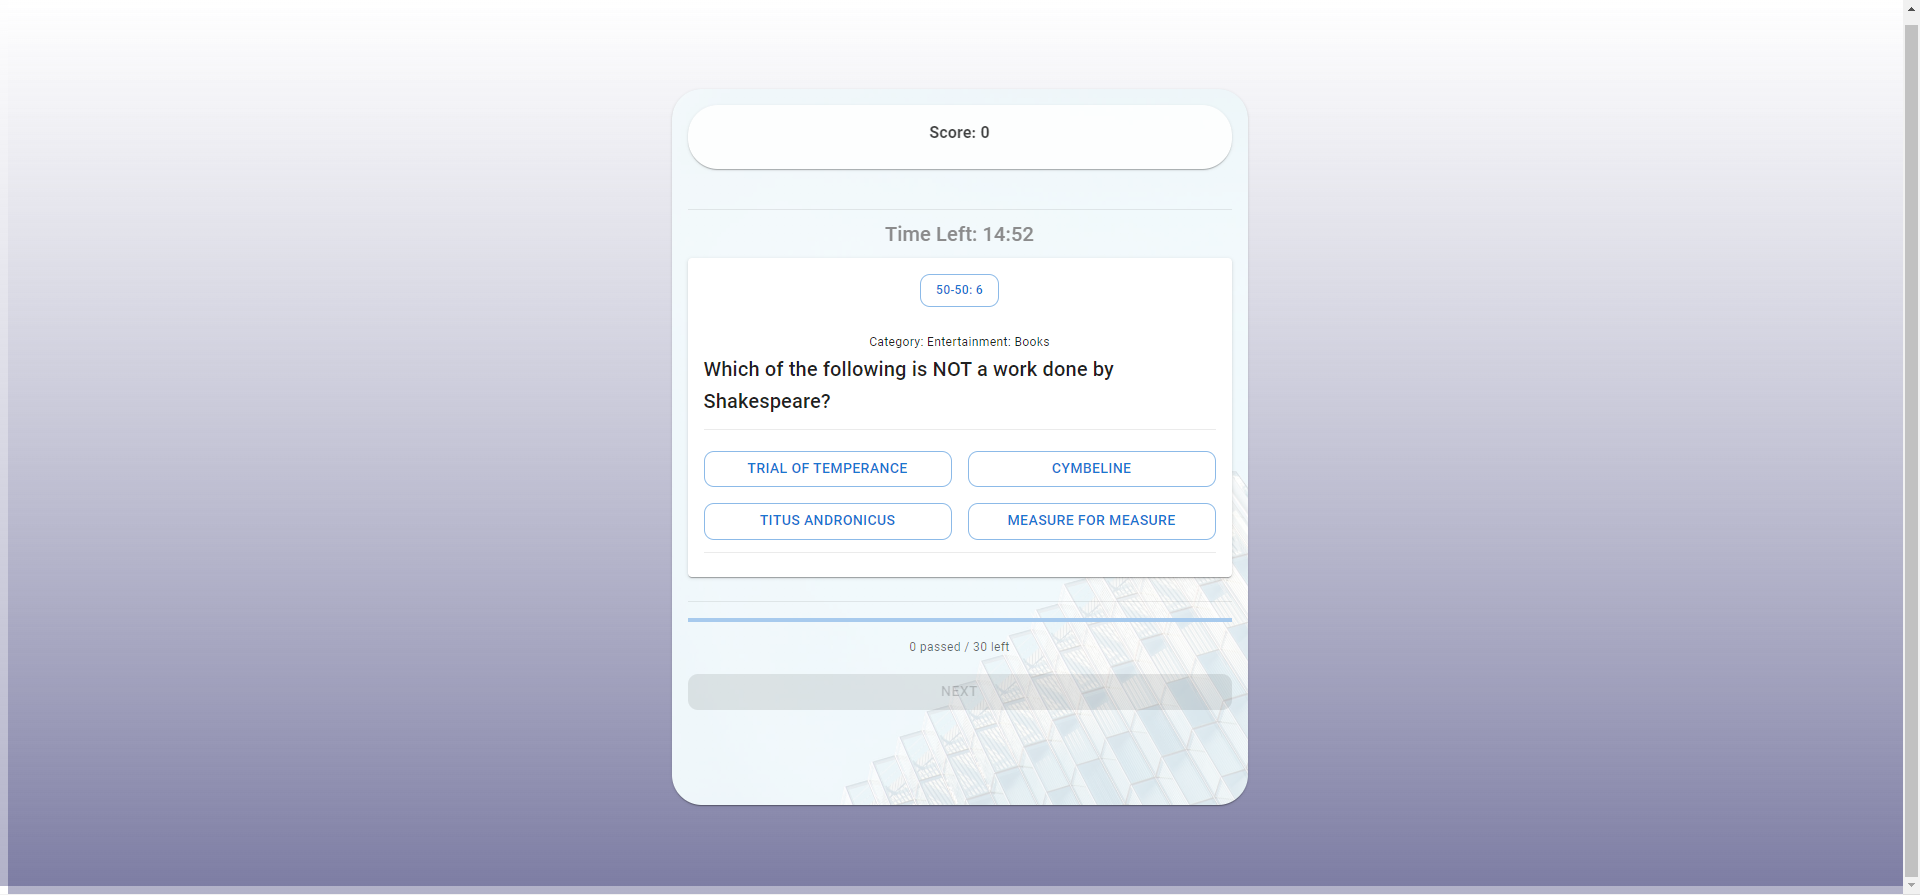 Score: 0
Time Left: 14:52
50-50: 6
Category: Entertainment: Books
Which of the following is NOT a work done by
Shakespeare?
TRIAL OF TEMPERANCE
CYMBELINE
TITUS ANDRONICUS
MEASURE FOR MEASURE
0 passed / 30 left
NEXT